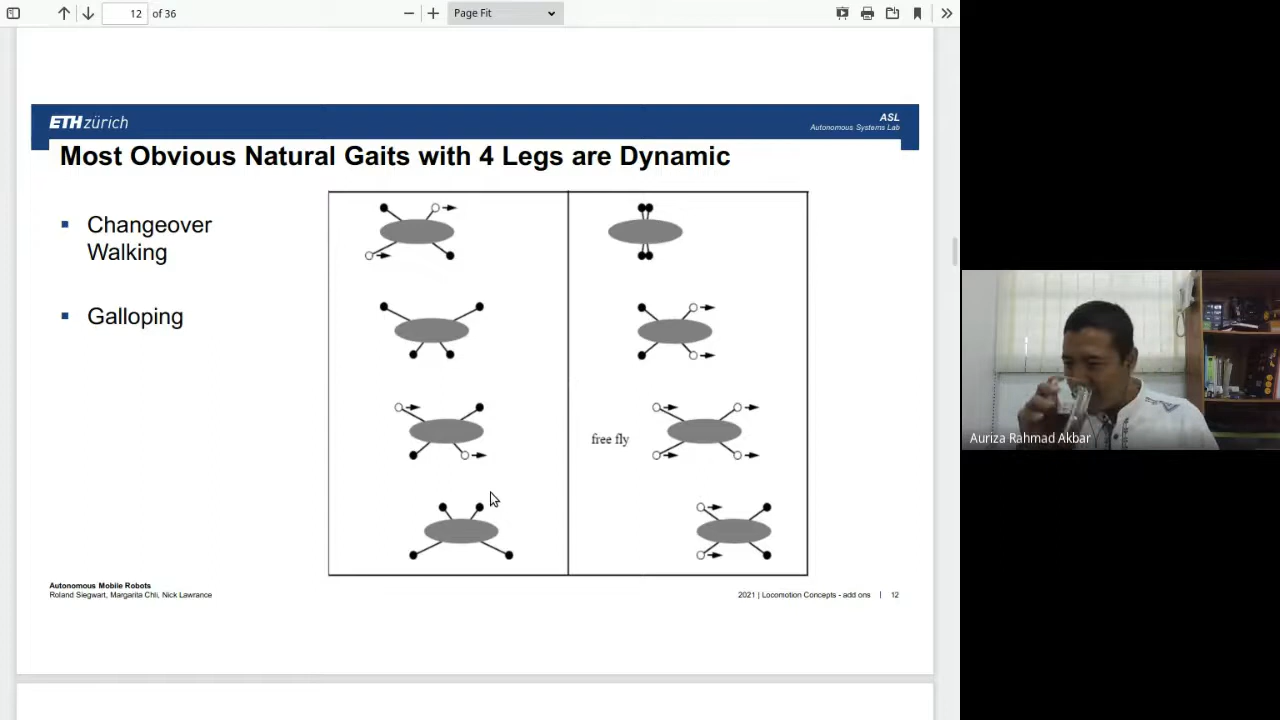 12 of 36
Page Fit
ETH zürich
ASL
Autonomous Systems Lab
Most Obvious Natural Gaits with 4 Legs are Dynamic
▪ Changeover
Walking
▪ Galloping
free fly
Auriza Rahmad Akbar
Autonomous Mobile Robots
Roland Siegwart, Margarita Chli, Nick Lawrance
2021 | Locomotion Concepts - add ons | 12